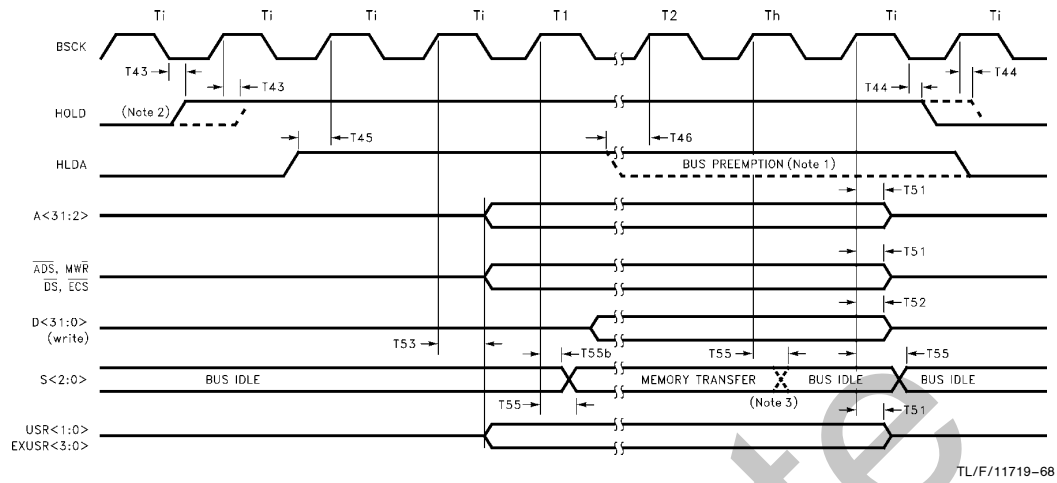 Ti Ti Ti Ti T1 T2 Th Ti Ti
BSCK
T43 T43 T44 T44
HOLD (Note 2)
T45 T46
HLDA BUS PREEMPTION (Note 1)
T51
A<31:2>
T51
ADS, MWR
DS, ECS
T52
D<31:0>
(write)
T53 T55b T55 T55
S<2:0> BUS IDLE MEMORY TRANSFER BUS IDLE BUS IDLE
(Note 3)
T55 T51
USR<1:0>
EXUSR<3:0>
TL/F/11719-68